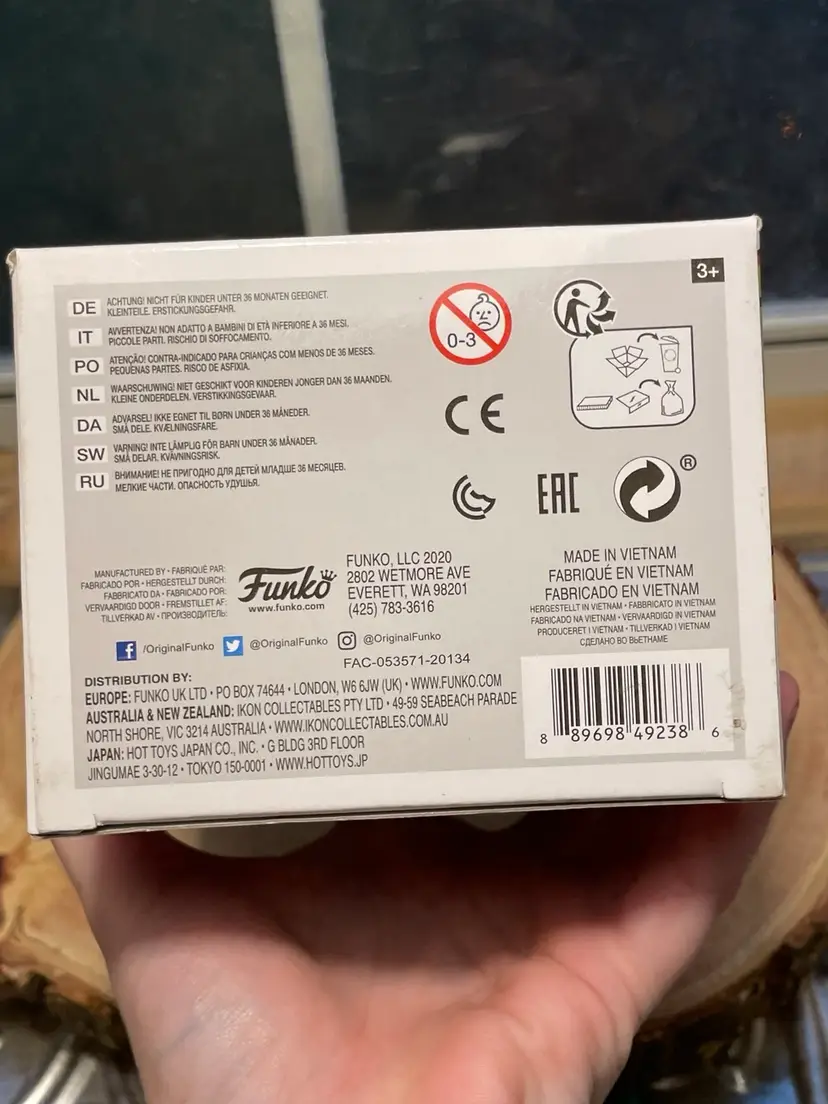 3+
DE ACHTUNG! NICHT FÜR KINDER UNTER 36 MONATEN GEEIGNET.
KLEINTEILE. ERSTICKUNGSGEFAHR.
IT AVVERTENZA! NON ADATTO A BAMBINI DI ETÀ INFERIORE A 36 MESI.
PICCOLE PARTI. RISCHIO DI SOFFOCAMENTO.
PO ATENÇÃO! CONTRA-INDICADO PARA CRIANÇAS COM MENOS DE 36 MESES.
PEQUENAS PARTES. RISCO DE ASFIXIA.
NL WAARSCHUWING! NIET GESCHIKT VOOR KINDEREN JONGER DAN 36 MAANDEN.
KLEINE ONDERDELEN. VERSTIKKINGSGEVAAR.
DA ADVARSEL! IKKE EGNET TIL BØRN UNDER 36 MÅNEDER.
SMÅ DELE. KVÆLNINGSFARE.
SW VARNING! INTE LÄMPLIG FÖR BARN UNDER 36 MÅNADER.
SMÅ DELAR. KVÄVNINGSRISK.
RU ВНИМАНИЕ! НЕ ПРИГОДНО ДЛЯ ДЕТЕЙ МЛАДШЕ 36 МЕСЯЦЕВ.
МЕЛКИЕ ЧАСТИ. ОПАСНОСТЬ УДУШЬЯ.
0-3
CE
EAC
®
MANUFACTURED BY • FABRIQUÉ PAR:
FABRICADO POR • HERGESTELLT DURCH:
FABBRICATO DA • FABRICADO POR:
VERVAARDIGD DOOR • FREMSTILLET AF:
TILLVERKAD AV • ПРОИЗВОДИТЕЛЬ:
Funko
www.funko.com
FUNKO, LLC 2020
2802 WETMORE AVE
EVERETT, WA 98201
(425) 783-3616
MADE IN VIETNAM
FABRIQUÉ EN VIETNAM
FABRICADO EN VIETNAM
HERGESTELLT IN VIETNAM • FABBRICATO IN VIETNAM
FABRICADO NA VIETNAM • VERVAARDIGD IN VIETNAM
PRODUCERET I VIETNAM • TILLVERKAD I VIETNAM
СДЕЛАНО ВО ВЬЕТНАМЕ
/OriginalFunko @OriginalFunko @OriginalFunko
FAC-053571-20134
DISTRIBUTION BY:
EUROPE: FUNKO UK LTD • PO BOX 74644 • LONDON, W6 6JW (UK) • WWW.FUNKO.COM
AUSTRALIA & NEW ZEALAND: IKON COLLECTABLES PTY LTD • 49-59 SEABEACH PARADE
NORTH SHORE, VIC 3214 AUSTRALIA • WWW.IKONCOLLECTABLES.COM.AU
JAPAN: HOT TOYS JAPAN CO., INC. • G BLDG 3RD FLOOR
JINGUMAE 3-30-12 • TOKYO 150-0001 • WWW.HOTTOYS.JP
8 89698 49238 6